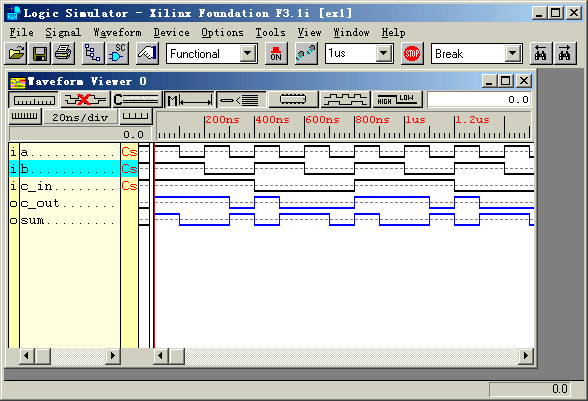 Logic Simulator - Xilinx Foundation F3.1i [ex1]
File Signal Waveform Device Options Tools View Window Help
SC Functional ON 1us STOP Break
Waveform Viewer 0
C M HIGH LOW 0.0
20ns/div
0.0 200ns 400ns 600ns 800ns 1us 1.2us
i a........... Cs
i b........... Cs
i c_in........ Cs
o c_out.......
o sum.........
0.0